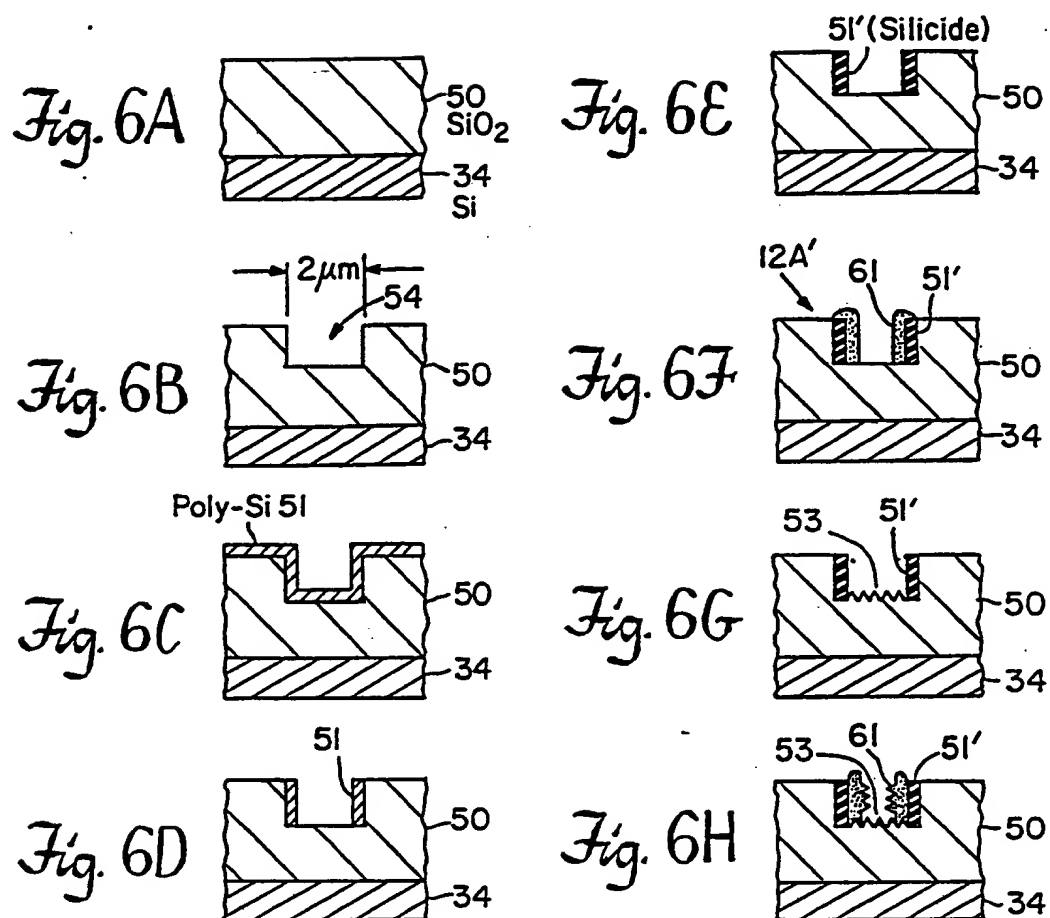 Fig. 6A
50
SiO2
34
Si
Fig. 6B
2μm
54
50
34
Fig. 6C
Poly-Si 51
50
34
Fig. 6D
51
50
34
Fig. 6E
51' (Silicide)
50
34
Fig. 6F
12A'
61
51'
50
34
Fig. 6G
53
51'
50
34
Fig. 6H
53
61
51'
50
34